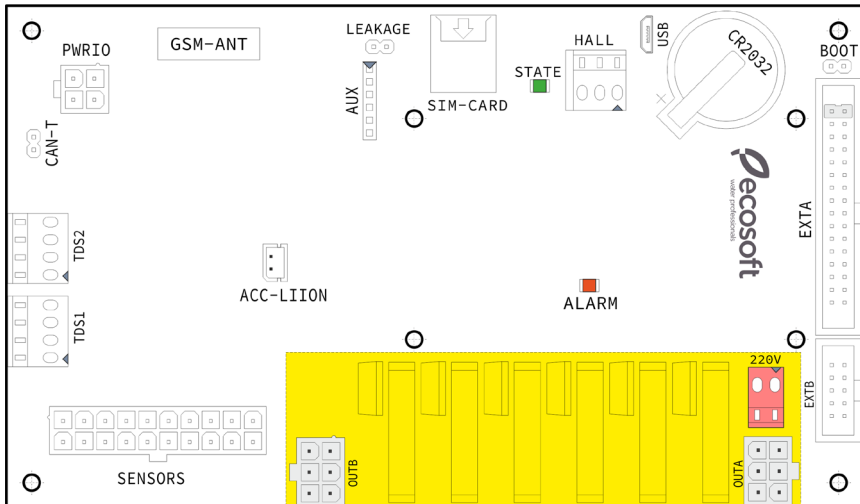 LEAKAGE
GSM-ANT
PWRIO
HALL
USB
CR2032
BOOT
STATE
AUX
SIM-CARD
CAN-T
ecosoft
water professionals
EXTA
TDS2
ACC-LIION
ALARM
TDS1
220V
EXTB
SENSORS
OUTB
OUTA